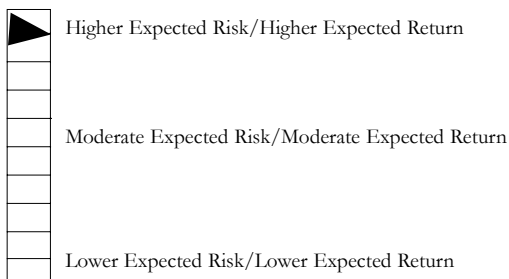 Higher Expected Risk/Higher Expected Return
Moderate Expected Risk/Moderate Expected Return
Lower Expected Risk/Lower Expected Return